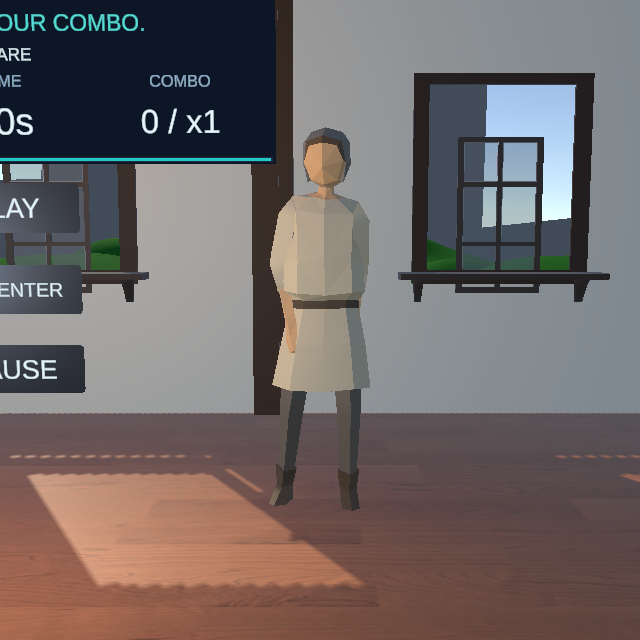 OUR COMBO.
ARE
ME COMBO
0s 0 / x1
LAY
ENTER
AUSE